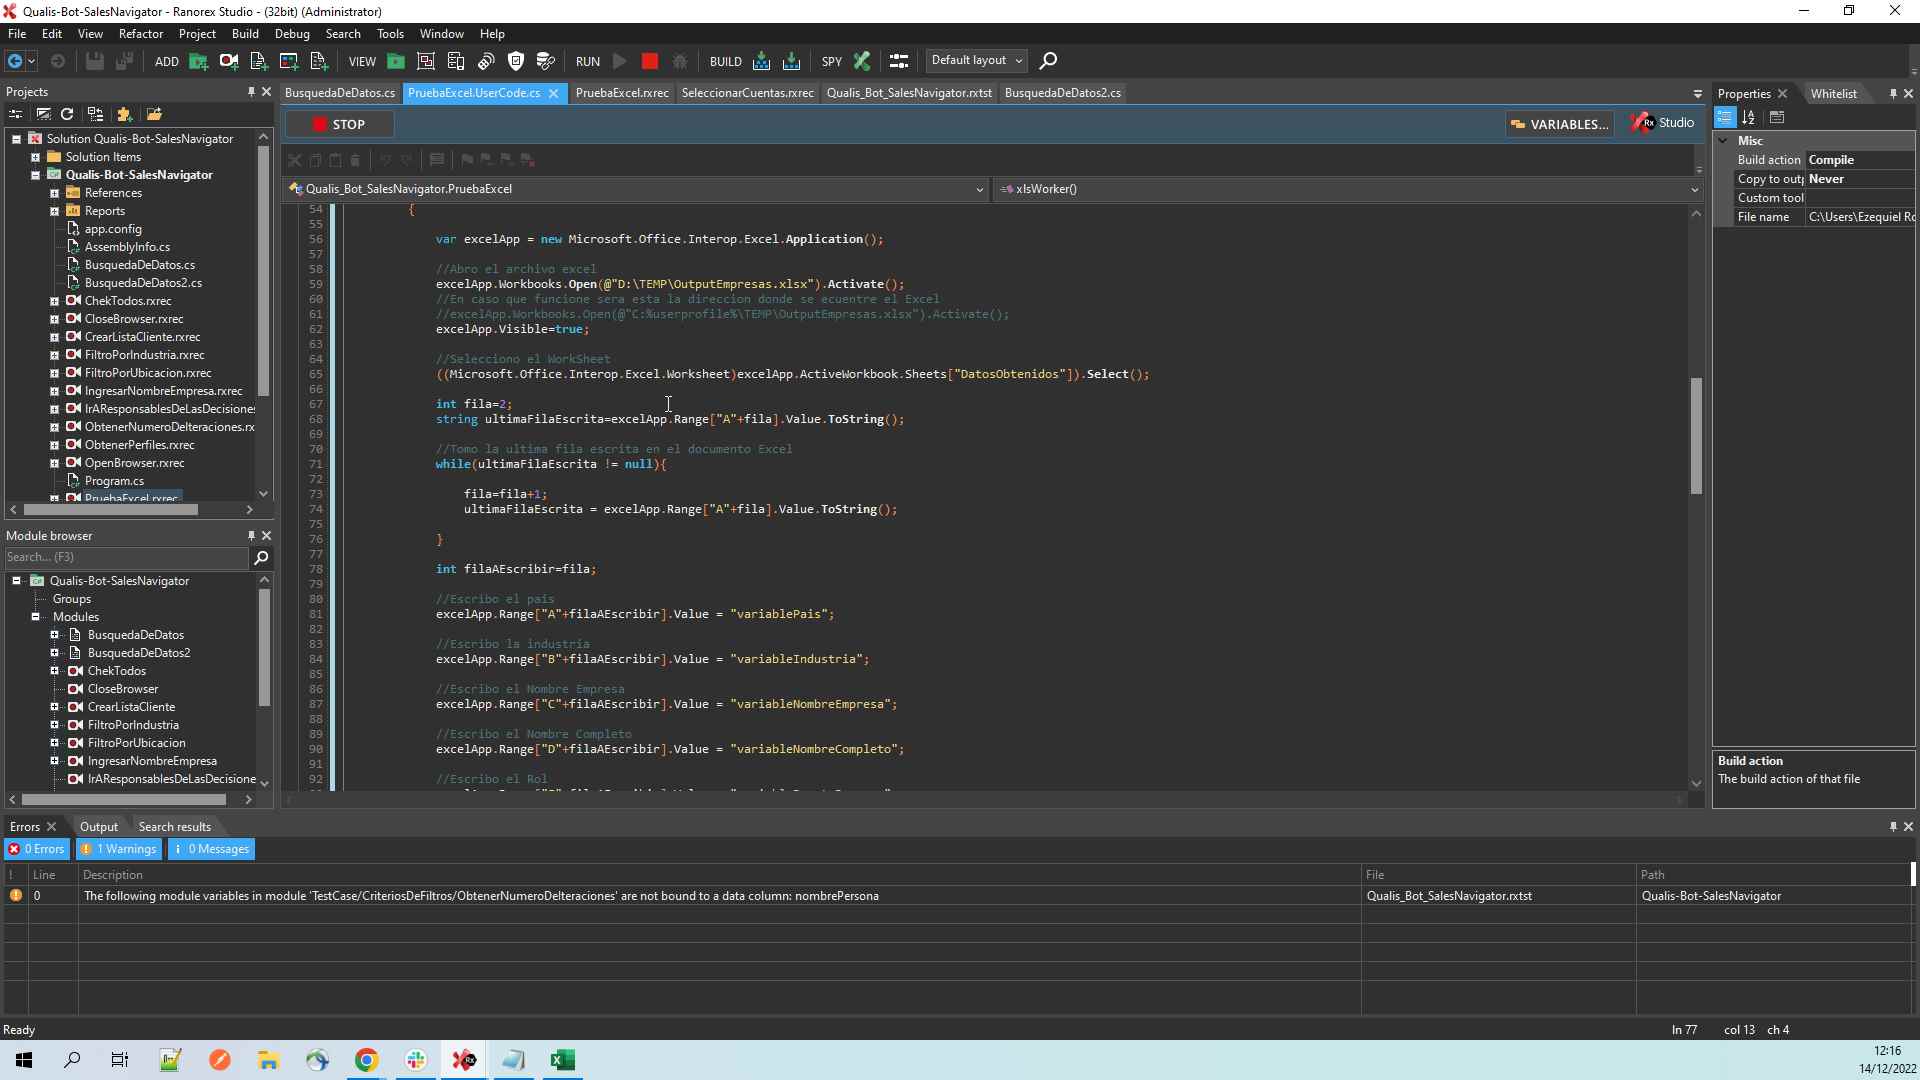 Qualis-Bot-SalesNavigator - Ranorex Studio - (32bit) (Administrator)
File Edit View Refactor Project Build Debug Search Tools Window Help
ADD VIEW RUN BUILD SPY Default layout
Projects
Solution Qualis-Bot-SalesNavigator
Solution Items
Qualis-Bot-SalesNavigator
References
Reports
app.config
AssemblyInfo.cs
BusquedaDeDatos.cs
BusquedaDeDatos2.cs
ChekTodos.rxrec
CloseBrowser.rxrec
CrearListaCliente.rxrec
FiltroPorIndustria.rxrec
FiltroPorUbicacion.rxrec
IngresarNombreEmpresa.rxrec
IrAResponsablesDeLasDecisione
ObtenerNumeroDeIteraciones.rx
ObtenerPerfiles.rxrec
OpenBrowser.rxrec
Program.cs
PruebaExcel.rxrec
Module browser
Search... (F3)
Qualis-Bot-SalesNavigator
Groups
Modules
BusquedaDeDatos
BusquedaDeDatos2
ChekTodos
CloseBrowser
CrearListaCliente
FiltroPorIndustria
FiltroPorUbicacion
IngresarNombreEmpresa
IrAResponsablesDeLasDecisione
BusquedaDeDatos.cs PruebaExcel.UserCode.cs PruebaExcel.rxrec SeleccionarCuentas.rxrec Qualis_Bot_SalesNavigator.rxtst BusquedaDeDatos2.cs
STOP VARIABLES... Rx Studio
Qualis_Bot_SalesNavigator.PruebaExcel xlsWorker()
54 {
55
56 var excelApp = new Microsoft.Office.Interop.Excel.Application();
57
58 //Abro el archivo excel
59 excelApp.Workbooks.Open(@"D:\TEMP\OutputEmpresas.xlsx").Activate();
60 //En caso que funcione sera esta la direccion donde se ecuentre el Excel
61 //excelApp.Workbooks.Open(@"C:%userprofile%\TEMP\OutputEmpresas.xlsx").Activate();
62 excelApp.Visible=true;
63
64 //Selecciono el WorkSheet
65 ((Microsoft.Office.Interop.Excel.Worksheet)excelApp.ActiveWorkbook.Sheets["DatosObtenidos"]).Select();
66
67 int fila=2;
68 string ultimaFilaEscrita=excelApp.Range["A"+fila].Value.ToString();
69
70 //Tomo la ultima fila escrita en el documento Excel
71 while(ultimaFilaEscrita != null){
72
73 fila=fila+1;
74 ultimaFilaEscrita = excelApp.Range["A"+fila].Value.ToString();
75
76 }
77
78 int filaAEscribir=fila;
79
80 //Escribo el pais
81 excelApp.Range["A"+filaAEscribir].Value = "variablePais";
82
83 //Escribo la industria
84 excelApp.Range["B"+filaAEscribir].Value = "variableIndustria";
85
86 //Escribo el Nombre Empresa
87 excelApp.Range["C"+filaAEscribir].Value = "variableNombreEmpresa";
88
89 //Escribo el Nombre Completo
90 excelApp.Range["D"+filaAEscribir].Value = "variableNombreCompleto";
91
92 //Escribo el Rol
Properties Whitelist
Misc
Build action Compile
Copy to outp Never
Custom tool
File name C:\Users\Ezequiel Ro
Build action
The build action of that file
Errors Output Search results
0 Errors 1 Warnings 0 Messages
! Line Description File Path
0 The following module variables in module 'TestCase/CriteriosDeFiltros/ObtenerNumeroDeIteraciones' are not bound to a data column: nombrePersona Qualis_Bot_SalesNavigator.rxtst Qualis-Bot-SalesNavigator
Ready ln 77 col 13 ch 4
12:16
14/12/2022